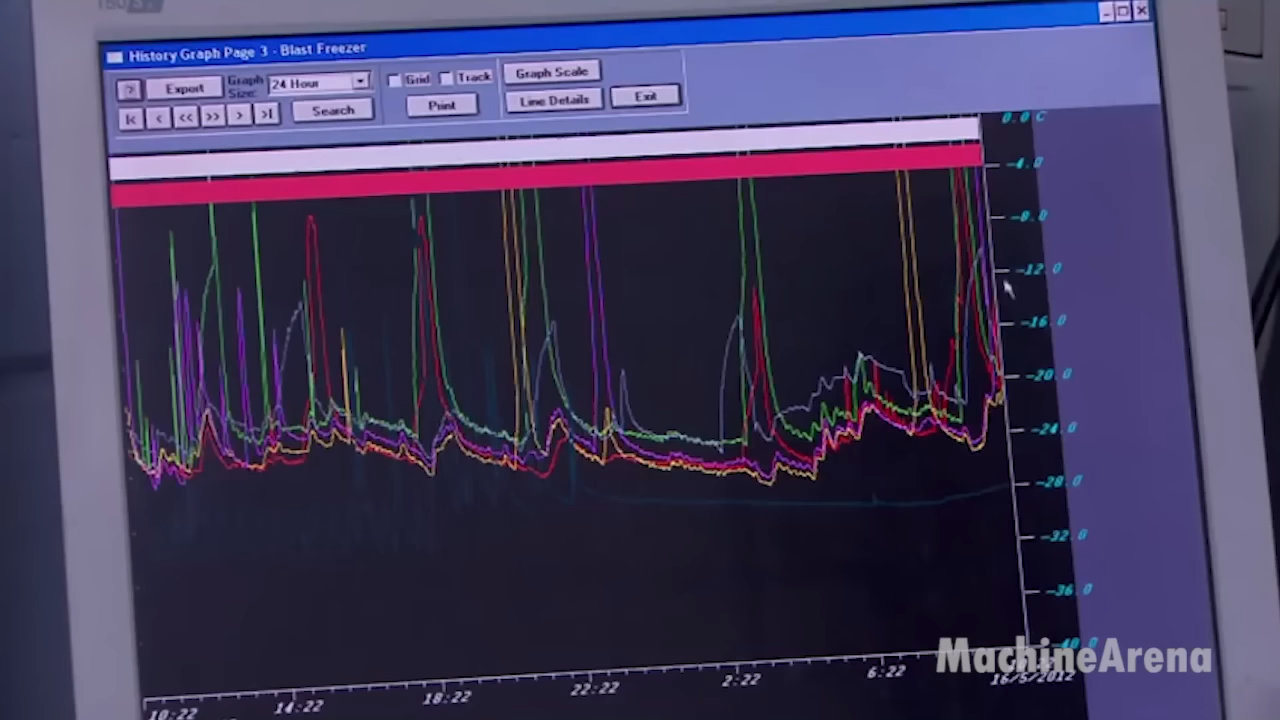 History Graph Page 3 - Blast Freezer
? Export Graph Size: 24 Hour Grid Track Graph Scale
|< < << >> > >| Search Print Line Details Exit
0.0 C
-4.0
-8.0
-12.0
-16.0
-20.0
-24.0
-28.0
-32.0
-36.0
-40.0
10:22 14:22 18:22 22:22 2:22 6:22
16/5/2012
MachineArena